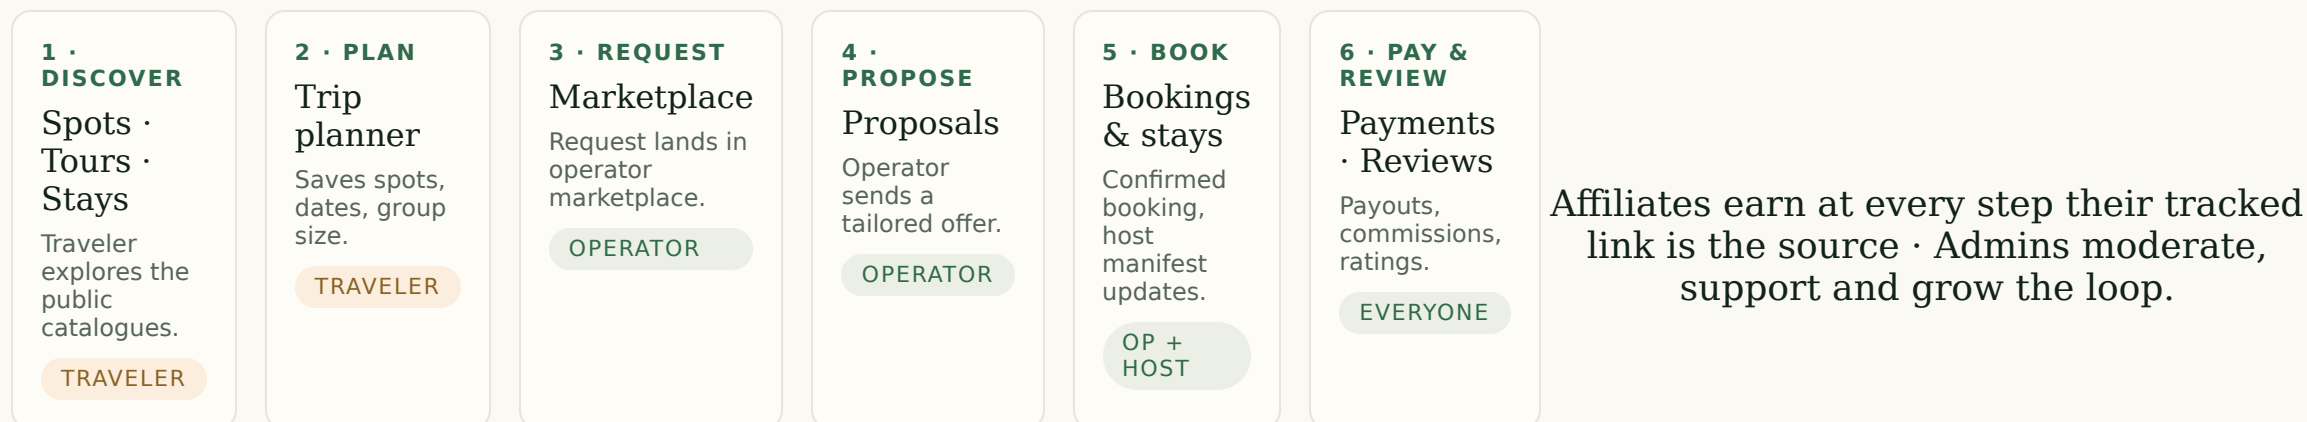 1 ·
DISCOVER
Spots ·
Tours ·
Stays
Traveler
explores the
public
catalogues.
TRAVELER
2 · PLAN
Trip
planner
Saves spots,
dates, group
size.
TRAVELER
3 · REQUEST
Marketplace
Request lands in
operator
marketplace.
OPERATOR
4 ·
PROPOSE
Proposals
Operator
sends a
tailored offer.
OPERATOR
5 · BOOK
Bookings
& stays
Confirmed
booking,
host
manifest
updates.
OP +
HOST
6 · PAY &
REVIEW
Payments
· Reviews
Payouts,
commissions,
ratings.
EVERYONE
Affiliates earn at every step their tracked
link is the source · Admins moderate,
support and grow the loop.